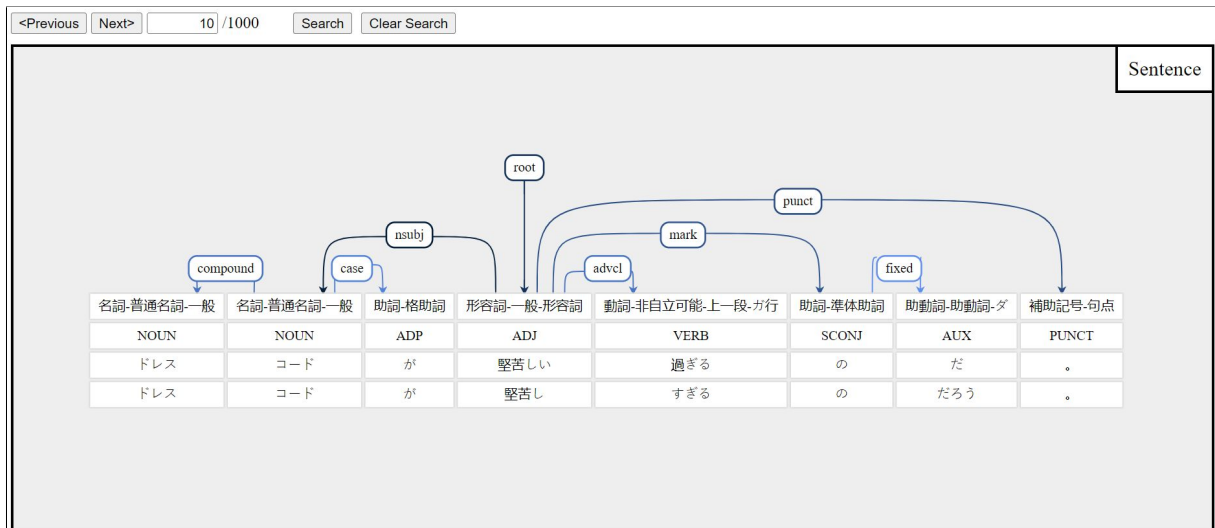 <Previous Next> 10 /1000 Search Clear Search
Sentence
root
punct
nsubj mark
compound case advcl fixed
名詞-普通名詞-一般 名詞-普通名詞-一般 助詞-格助詞 形容詞-一般-形容詞 動詞-非自立可能-上一段-ガ行 助詞-準体助詞 助動詞-助動詞-ダ 補助記号-句点
NOUN NOUN ADP ADJ VERB SCONJ AUX PUNCT
ドレス コード が 堅苦しい 過ぎる の だ 。
ドレス コード が 堅苦し すぎる の だろう 。